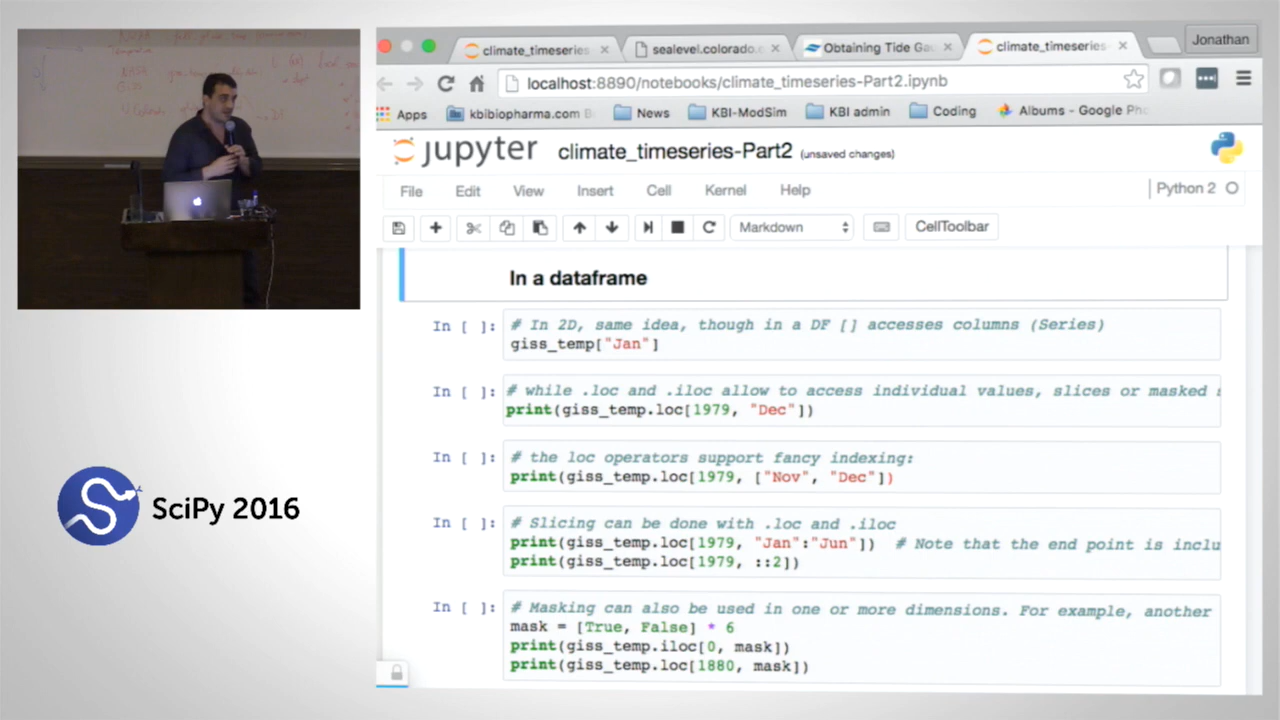 climate_timeseries-
sealevel.colorado.e
Obtaining Tide Gau
climate_timeseries-
Jonathan
localhost:8890/notebooks/climate_timeseries-Part2.ipynb
Apps
kbibiopharma.com B
News
KBI-ModSim
KBI admin
Coding
Albums - Google Pho
jupyter
climate_timeseries-Part2 (unsaved changes)
File Edit View Insert Cell Kernel Help
Python 2
Markdown
CellToolbar
In a dataframe
In [ ]:
# In 2D, same idea, though in a DF [] accesses columns (Series)
giss_temp["Jan"]
In [ ]:
# while .loc and .iloc allow to access individual values, slices or masked s
print(giss_temp.loc[1979, "Dec"])
In [ ]:
# the loc operators support fancy indexing:
print(giss_temp.loc[1979, ["Nov", "Dec"])
In [ ]:
# Slicing can be done with .loc and .iloc
print(giss_temp.loc[1979, "Jan":"Jun"]) # Note that the end point is inclu
print(giss_temp.loc[1979, ::2])
In [ ]:
# Masking can also be used in one or more dimensions. For example, another
mask = [True, False] * 6
print(giss_temp.iloc[0, mask])
print(giss_temp.loc[1880, mask])
SciPy 2016